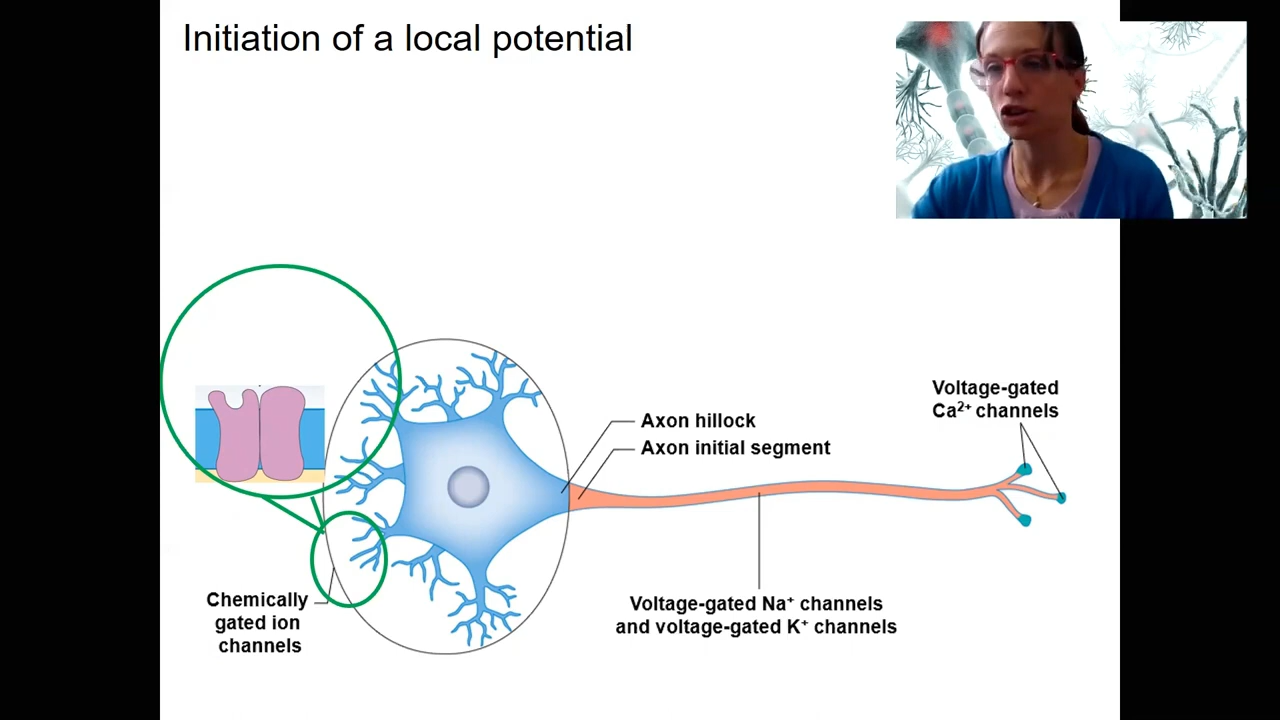 Initiation of a local potential
Voltage-gated
Ca²⁺ channels
Axon hillock
Axon initial segment
Chemically
gated ion
channels
Voltage-gated Na⁺ channels
and voltage-gated K⁺ channels